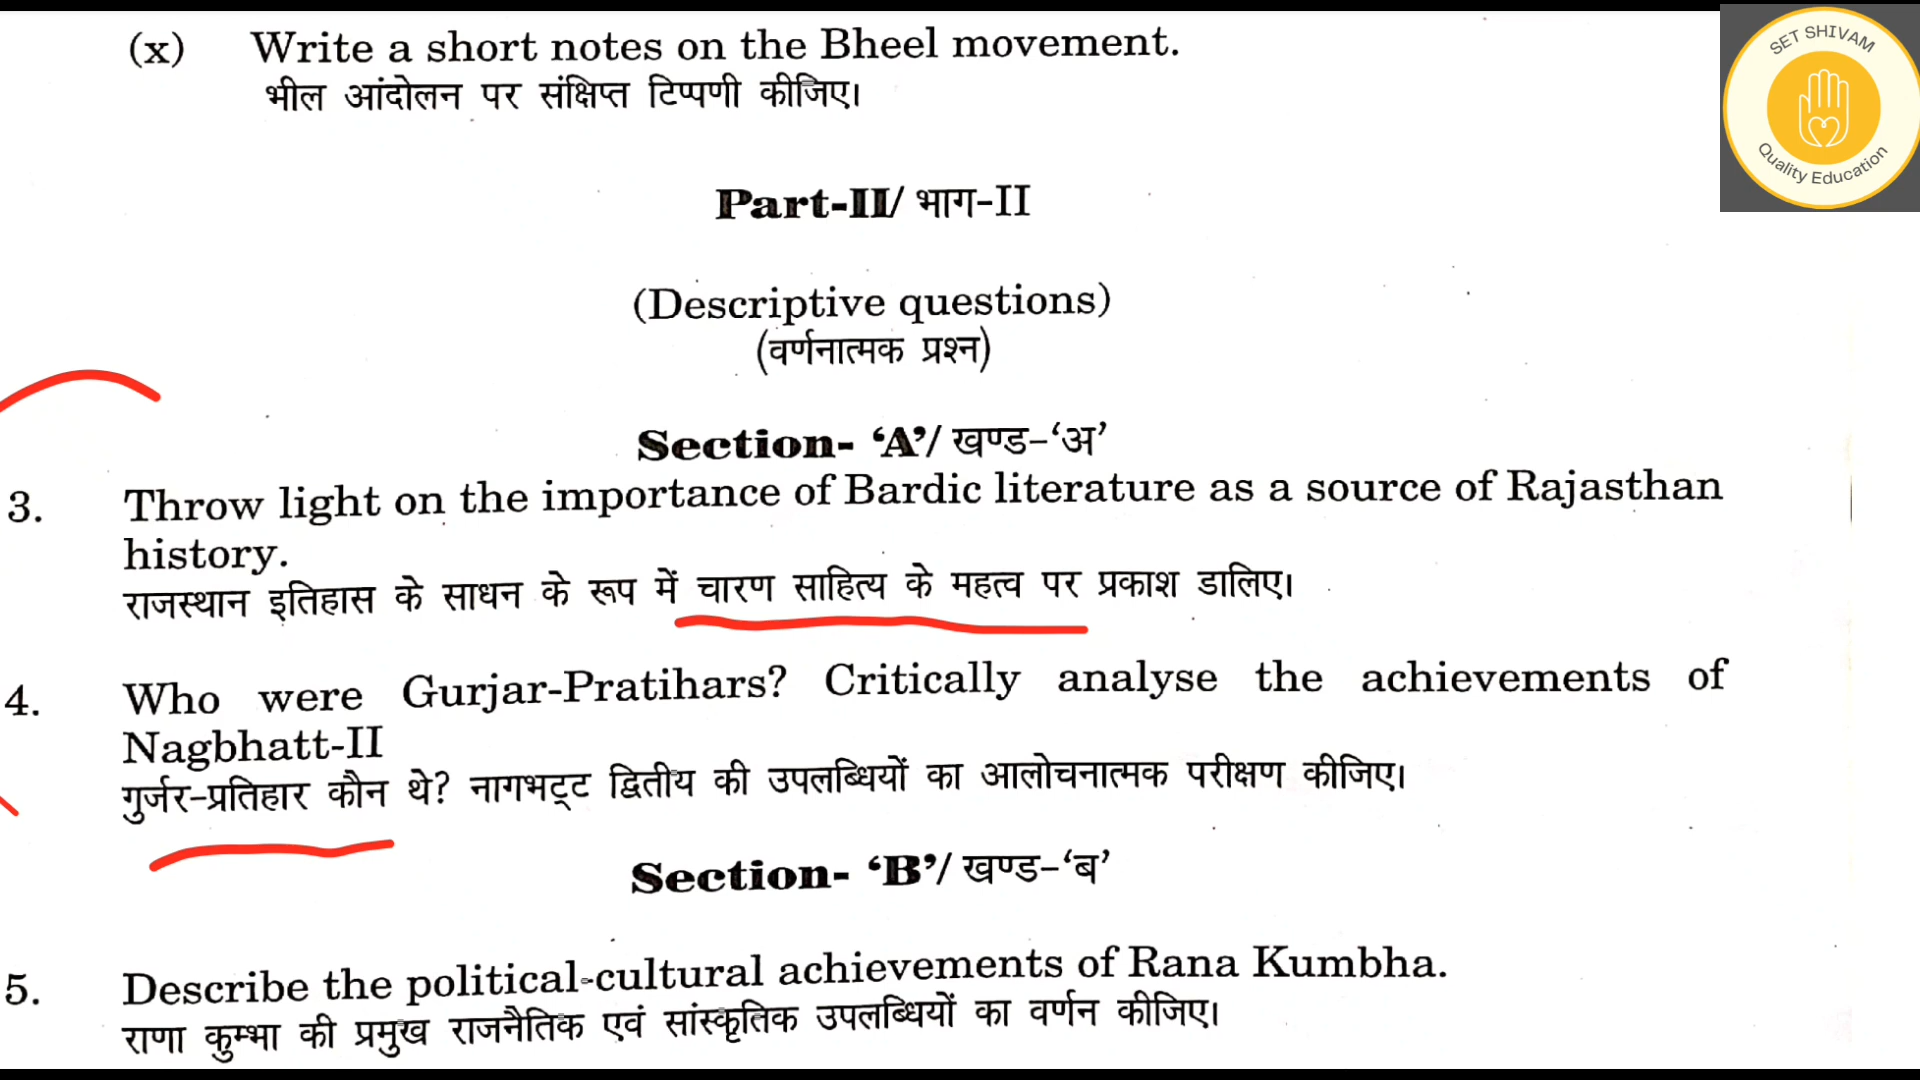 SET SHIVAM
Quality Education
(x) Write a short notes on the Bheel movement.
भील आंदोलन पर संक्षिप्त टिप्पणी कीजिए।
Part-II/ भाग-II
(Descriptive questions)
(वर्णनात्मक प्रश्न)
Section- ‘A’/ खण्ड-‘अ’
3. Throw light on the importance of Bardic literature as a source of Rajasthan
history.
राजस्थान इतिहास के साधन के रूप में चारण साहित्य के महत्व पर प्रकाश डालिए।
4. Who were Gurjar-Pratihars? Critically analyse the achievements of
Nagbhatt-II
गुर्जर-प्रतिहार कौन थे? नागभट्ट द्वितीय की उपलब्धियों का आलोचनात्मक परीक्षण कीजिए।
Section- ‘B’/ खण्ड-‘ब’
5. Describe the political-cultural achievements of Rana Kumbha.
राणा कुम्भा की प्रमुख राजनैतिक एवं सांस्कृतिक उपलब्धियों का वर्णन कीजिए।